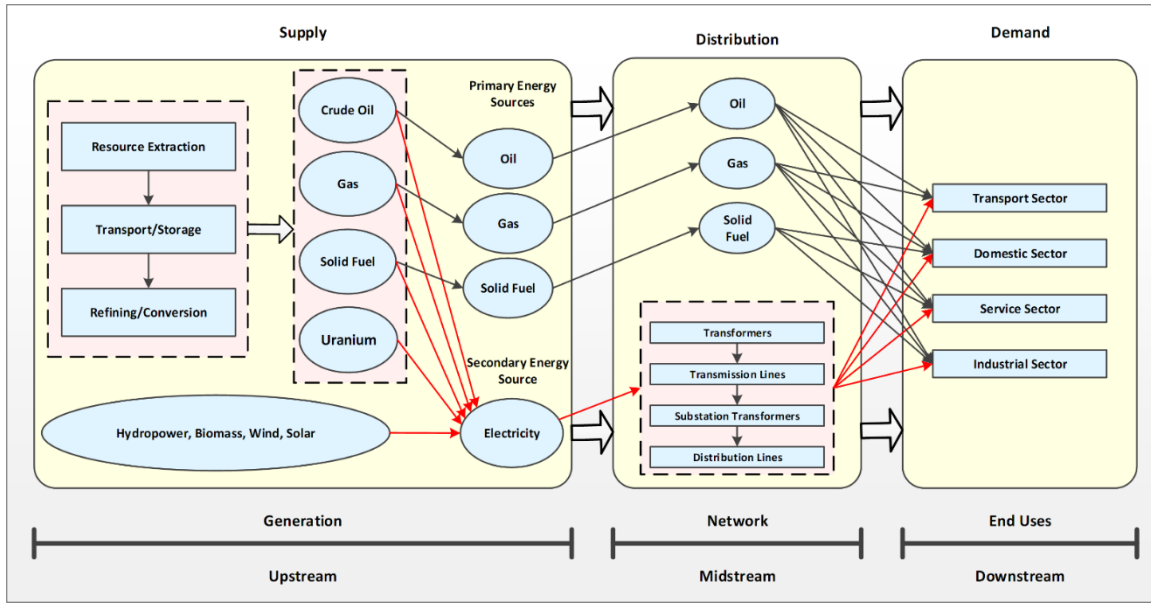 Supply
Distribution
Demand
Resource Extraction
Transport/Storage
Refining/Conversion
Crude Oil
Gas
Solid Fuel
Uranium
Hydropower, Biomass, Wind, Solar
Primary Energy
Sources
Oil
Gas
Solid Fuel
Secondary Energy
Source
Electricity
Oil
Gas
Solid
Fuel
Transformers
Transmission Lines
Substation Transformers
Distribution Lines
Transport Sector
Domestic Sector
Service Sector
Industrial Sector
Generation
Network
End Uses
Upstream
Midstream
Downstream